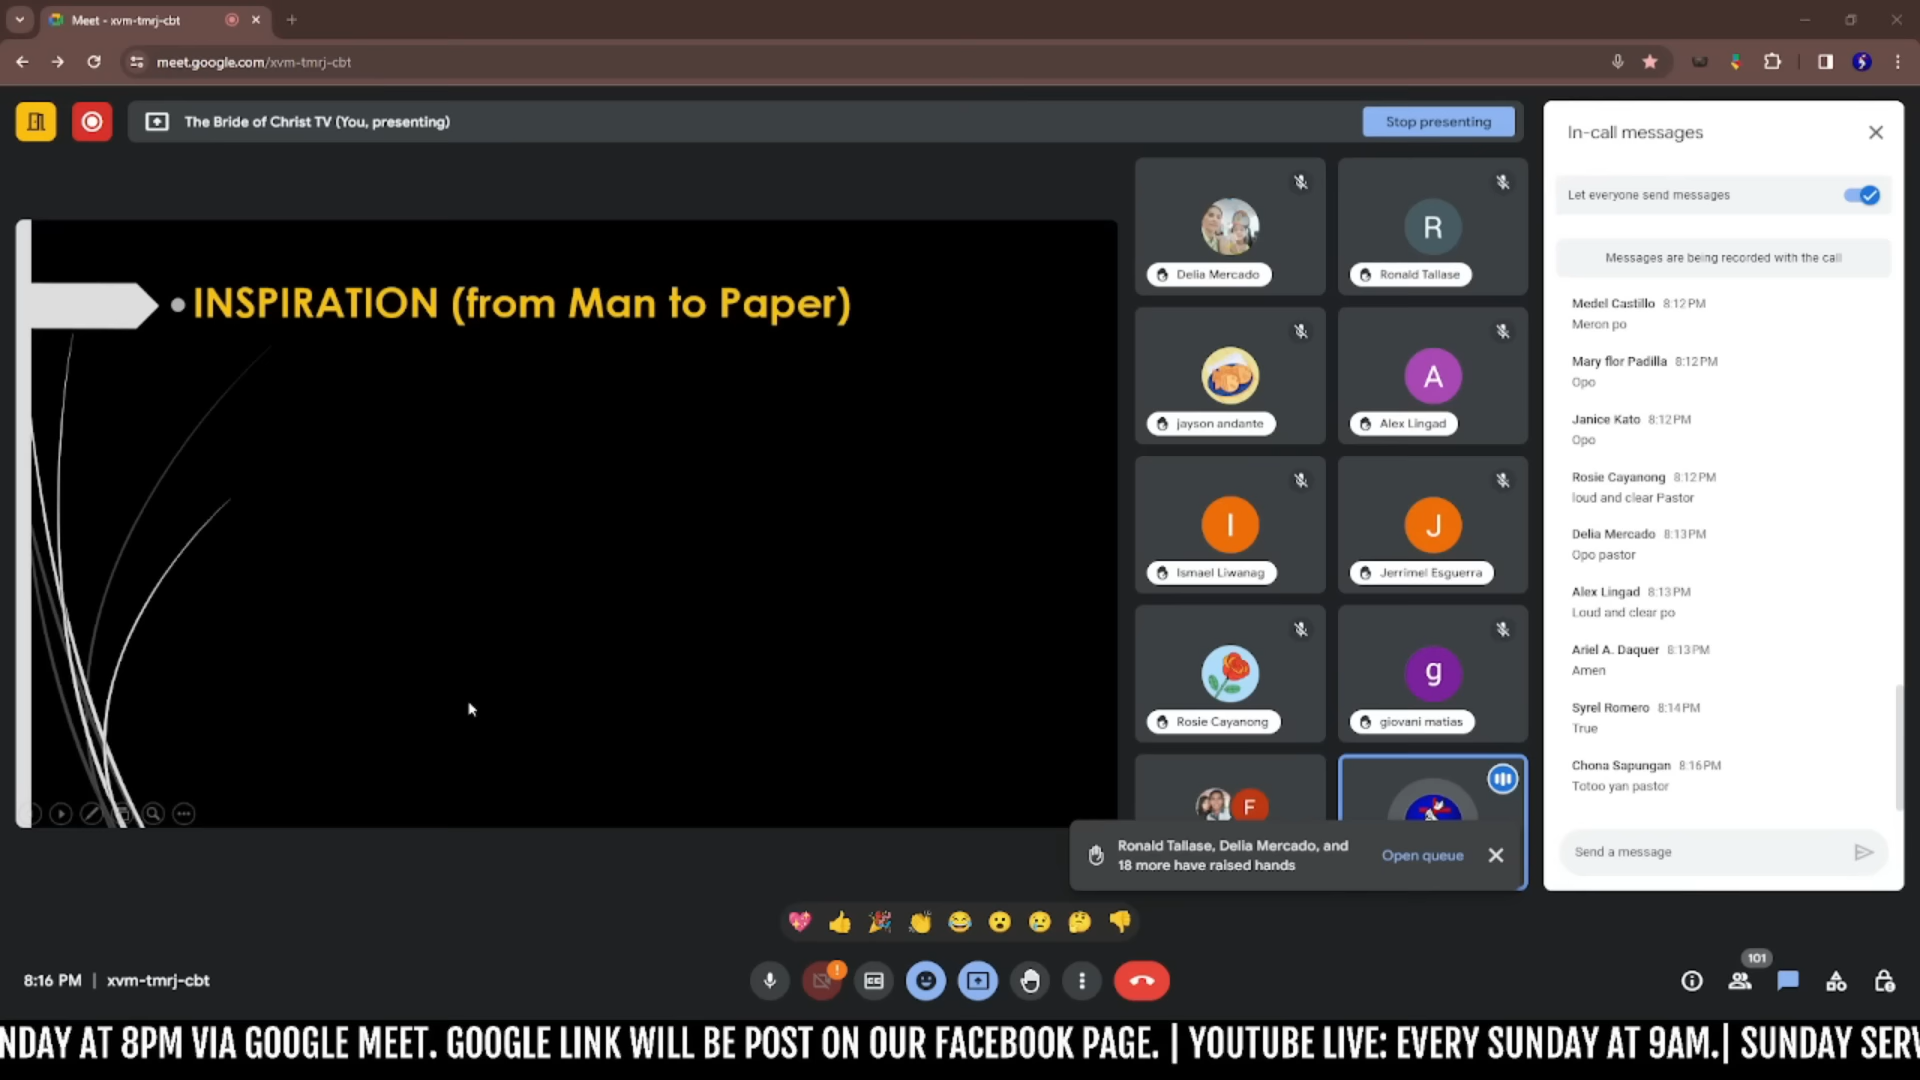 Meet - xvm-tmrj-cbt
meet.google.com/xvm-tmrj-cbt
The Bride of Christ TV (You, presenting)
Stop presenting
INSPIRATION (from Man to Paper)
Delia Mercado
R
Ronald Tallase
jayson andante
A
Alex Lingad
I
Ismael Liwanag
J
Jerrimel Esguerra
Rosie Cayanong
g
giovani matias
F
Ronald Tallase, Delia Mercado, and
18 more have raised hands
Open queue
In-call messages
Let everyone send messages
Messages are being recorded with the call
Medel Castillo 8:12 PM
Meron po
Mary flor Padilla 8:12 PM
Opo
Janice Kato 8:12 PM
Opo
Rosie Cayanong 8:12 PM
loud and clear Pastor
Delia Mercado 8:13 PM
Opo pastor
Alex Lingad 8:13 PM
Loud and clear po
Ariel A. Daquer 8:13 PM
Amen
Syrel Romero 8:14 PM
True
Chona Sapungan 8:16 PM
Totoo yan pastor
Send a message
8:16 PM | xvm-tmrj-cbt
CC
101
NDAY AT 8PM VIA GOOGLE MEET. GOOGLE LINK WILL BE POST ON OUR FACEBOOK PAGE. | YOUTUBE LIVE: EVERY SUNDAY AT 9AM.| SUNDAY SERV